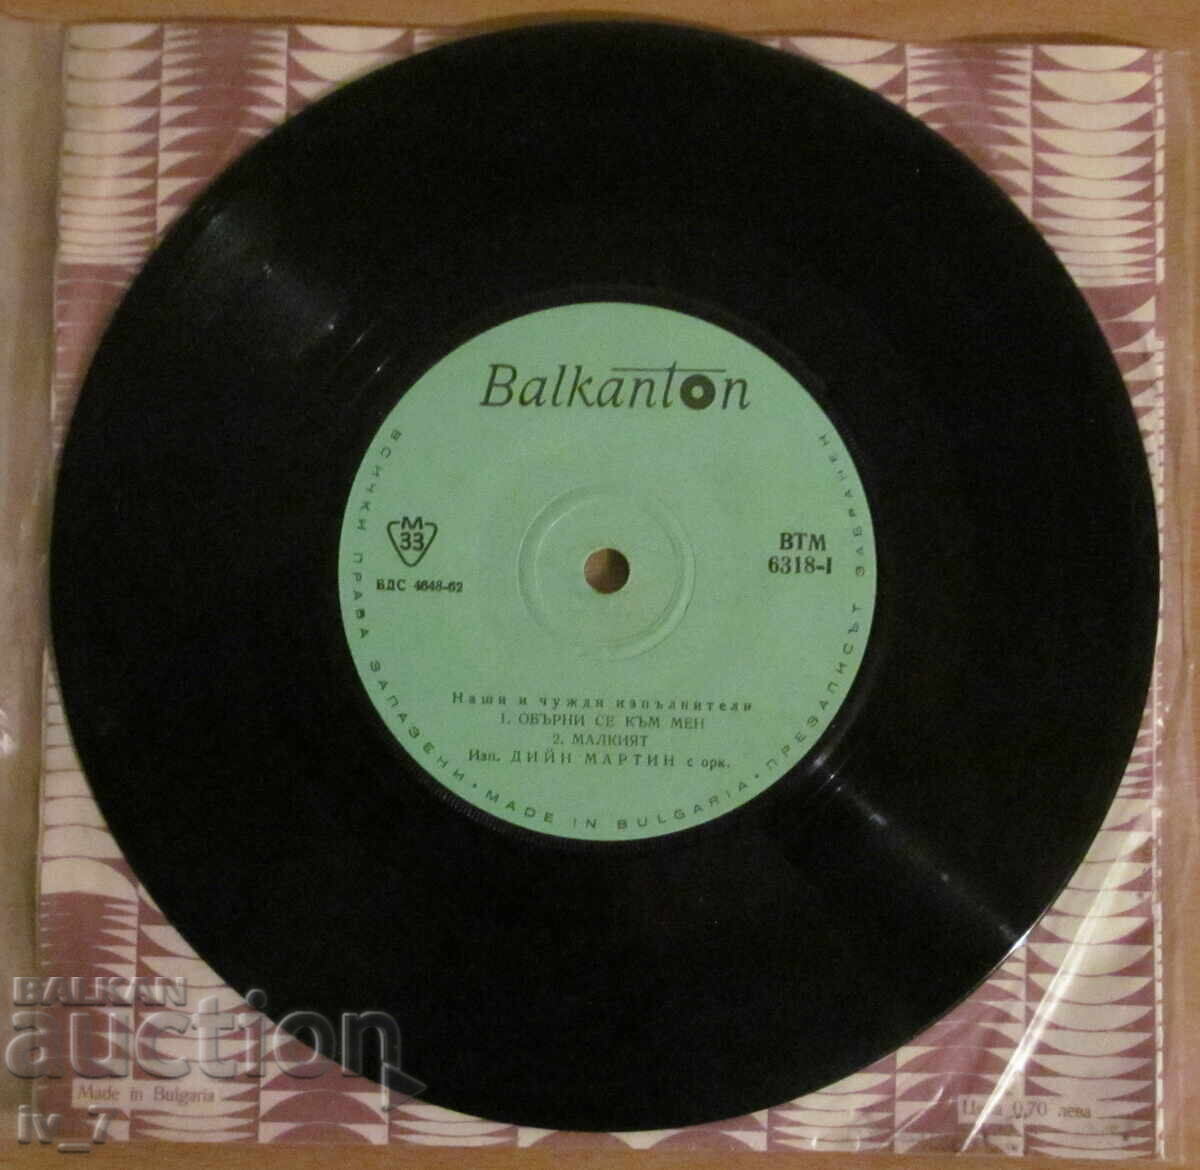 Balkanton
ВСИЧКИ ПРАВА ЗАПАЗЕНИ • MADE IN BULGARIA • ПРЕЗАПИСЪТ ЗАБРАНЕН
М
33
БДС 4648-62
ВТМ
6318-I
Наши и чужди изпълнители
1. ОБЪРНИ СЕ КЪМ МЕН
2. МАЛКИЯТ
Изп. ДИЙН МАРТИН с орк.
BALKAN
auction
Made in Bulgaria
iv_7
Цена 0,70 лева